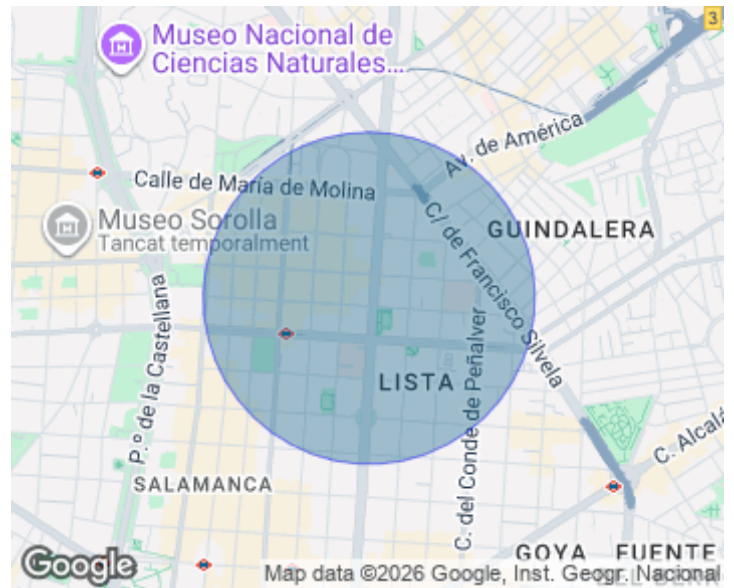 3
Museo Nacional de
Ciencias Naturales...
Av. de América
Calle de María de Molina
Museo Sorolla
Tancat temporalment
C/ de Francisco Silvela
GUINDALERA
P.º de la Castellana
LISTA
C. del Conde de Peñalver
C. Alcalá
SALAMANCA
GOYA
FUENTE
Google
Map data ©2026 Google, Inst. Geogr. Nacional